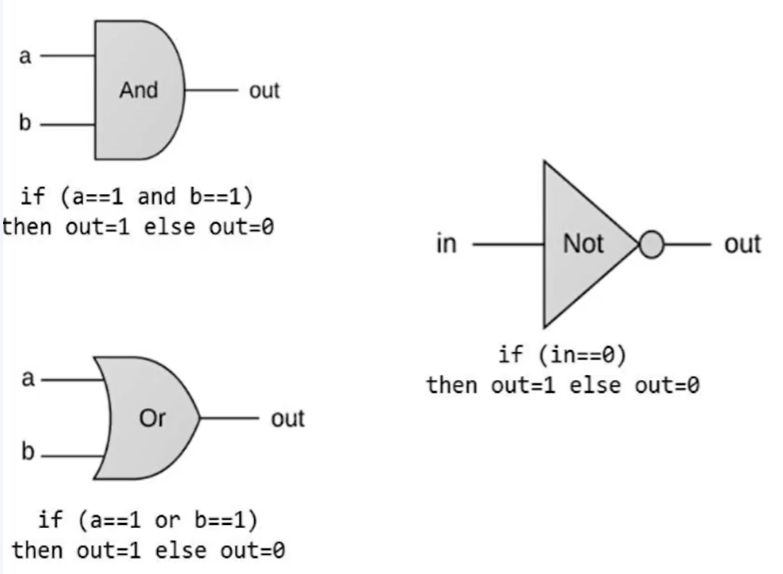 a
And
out
b
if (a==1 and b==1)
then out=1 else out=0
in
Not
out
if (in==0)
then out=1 else out=0
a
Or
out
b
if (a==1 or b==1)
then out=1 else out=0